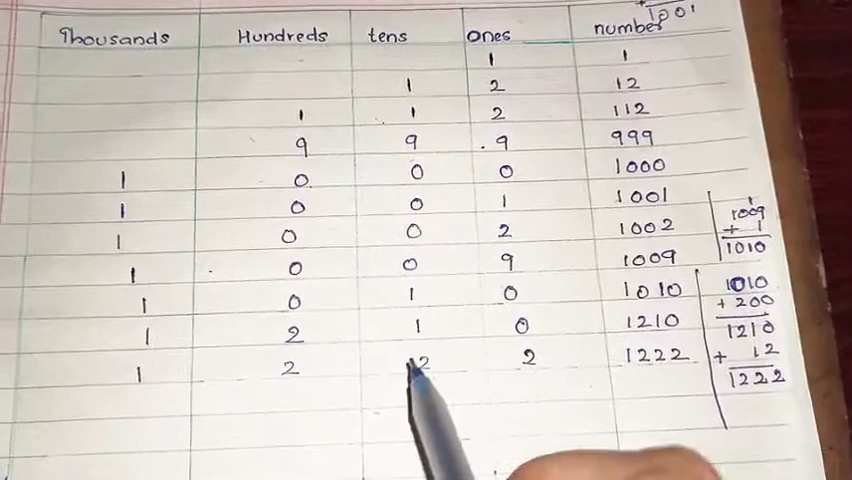 1001
Thousands Hundreds tens ones number
1 1
1 2 12
1 1 2 112
9 9 9 999
1 0 0 0 1000
1 0 0 1 1001
1 0 0 2 1002
1 0 0 9 1009
1 0 1 0 1010
1 2 1 0 1210
1 2 2 2 1222
1
1009
+ 1
1010
1010
+ 200
1210
+ 12
1222